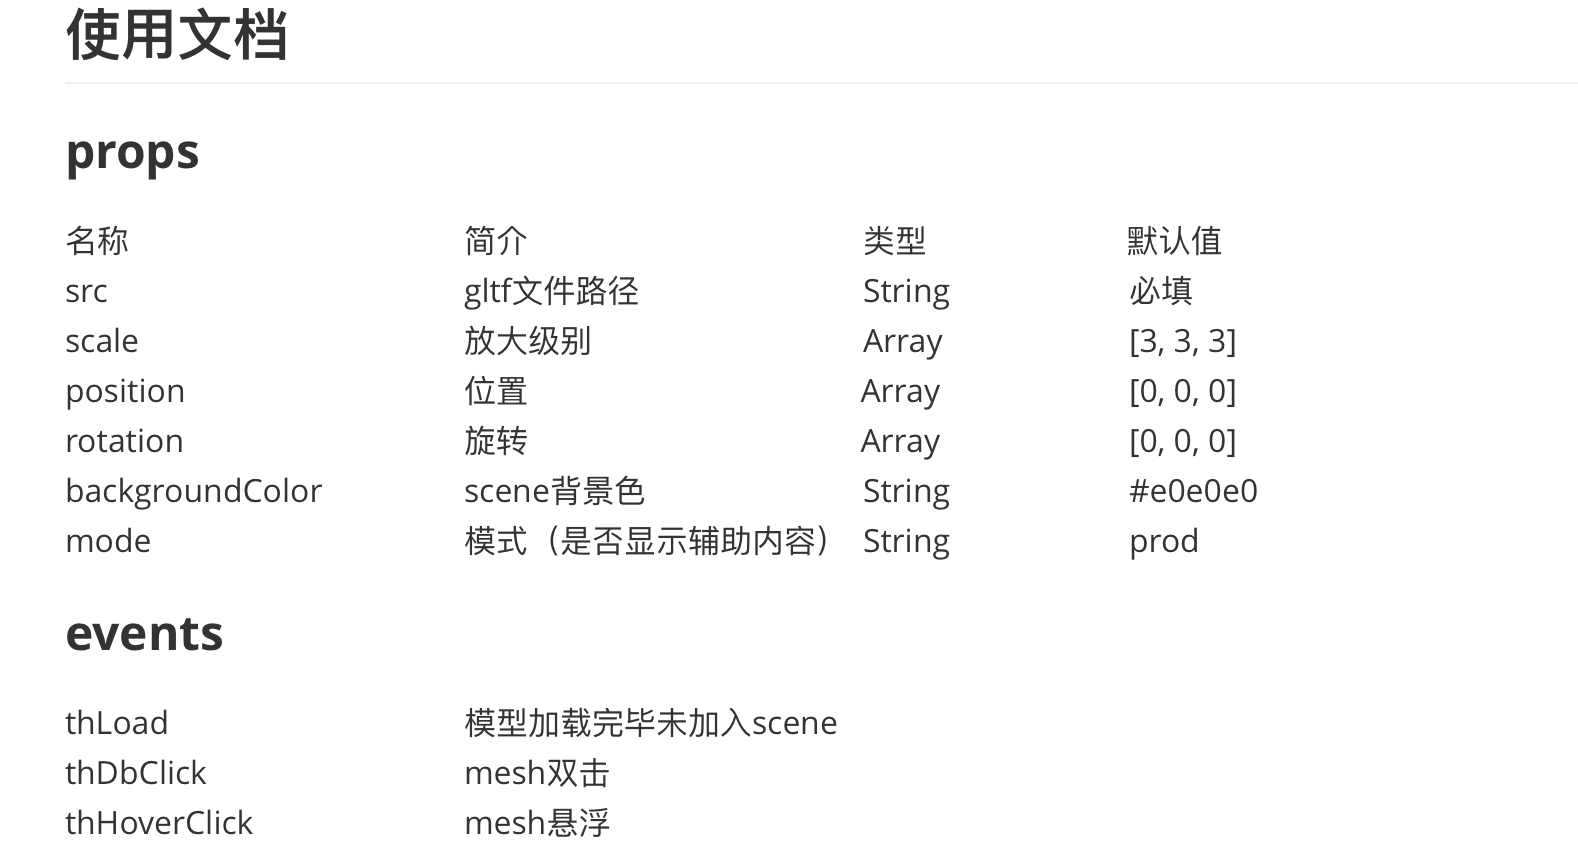 使用文档
props
名称 简介 类型 默认值
src gltf文件路径 String 必填
scale 放大级别 Array [3, 3, 3]
position 位置 Array [0, 0, 0]
rotation 旋转 Array [0, 0, 0]
backgroundColor scene背景色 String #e0e0e0
mode 模式（是否显示辅助内容） String prod
events
thLoad 模型加载完毕未加入scene
thDbClick mesh双击
thHoverClick mesh悬浮